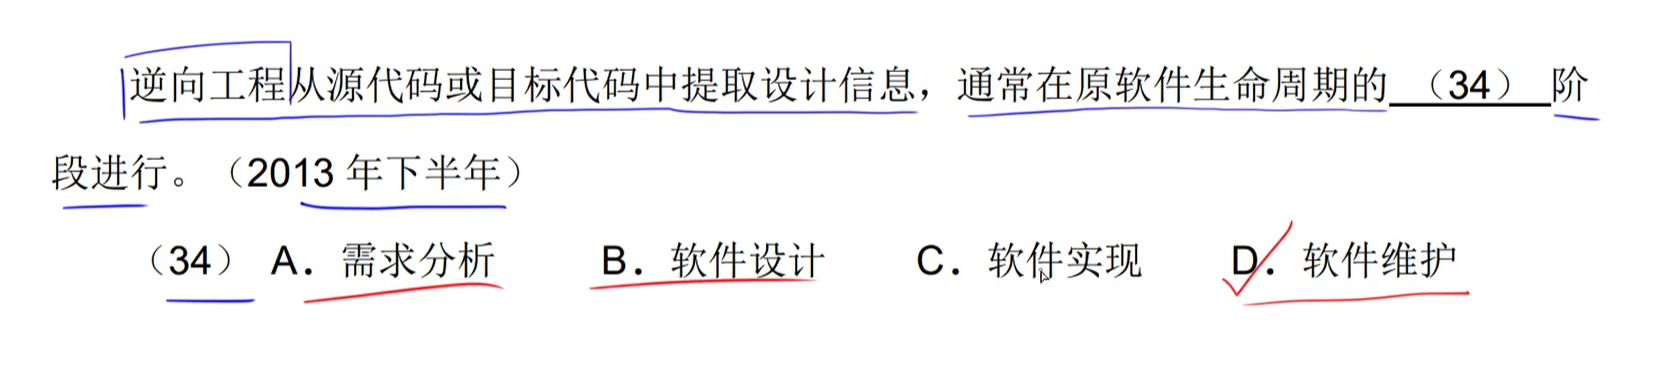 逆向工程从源代码或目标代码中提取设计信息，通常在原软件生命周期的 （34） 阶
段进行。（2013 年下半年）
（34） A．需求分析 B．软件设计 C．软件实现 D．软件维护